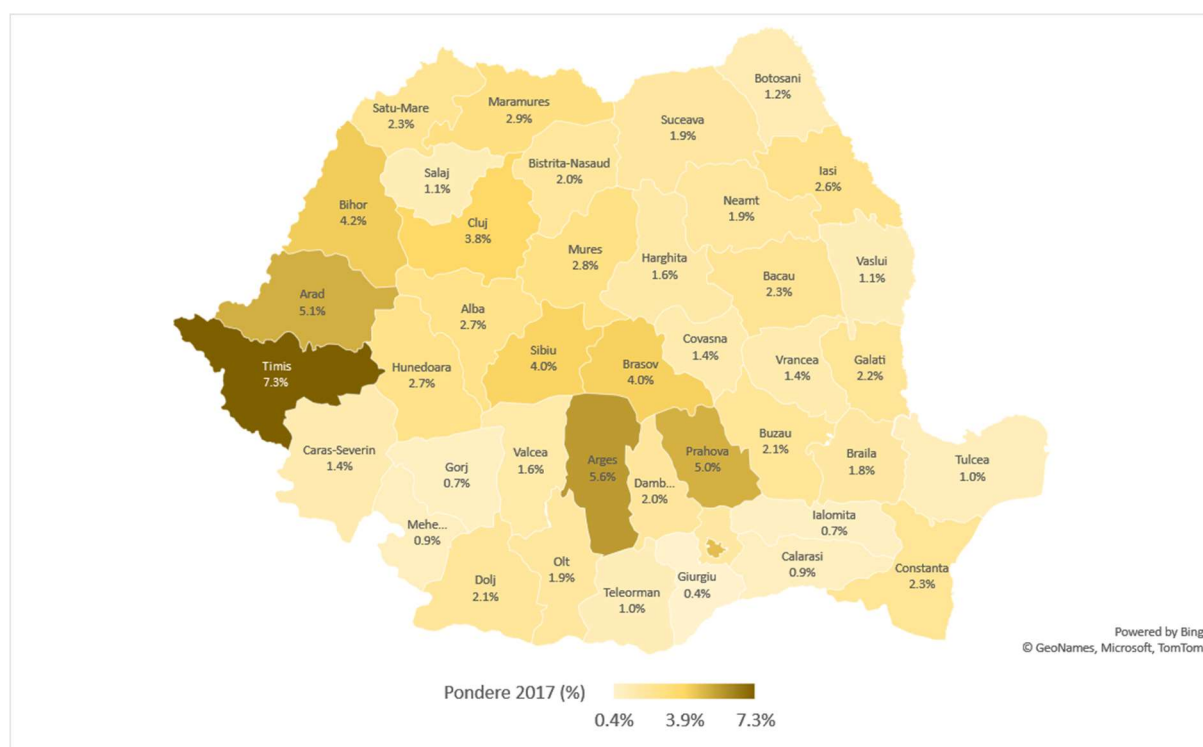 Botosani
1.2%
Satu-Mare
2.3%
Maramures
2.9%
Suceava
1.9%
Bistrita-Nasaud
2.0%
Iasi
2.6%
Salaj
1.1%
Neamt
1.9%
Bihor
4.2%
Cluj
3.8%
Mures
2.8%
Harghita
1.6%
Vaslui
1.1%
Bacau
2.3%
Arad
5.1%
Alba
2.7%
Covasna
1.4%
Sibiu
4.0%
Brasov
4.0%
Vrancea
1.4%
Galati
2.2%
Timis
7.3%
Hunedoara
2.7%
Buzau
2.1%
Caras-Severin
1.4%
Valcea
1.6%
Arges
5.6%
Prahova
5.0%
Braila
1.8%
Tulcea
1.0%
Gorj
0.7%
Damb...
2.0%
Ialomita
0.7%
Mehe...
0.9%
Calarasi
0.9%
Olt
1.9%
Constanta
2.3%
Dolj
2.1%
Giurgiu
0.4%
Teleorman
1.0%
Powered by Bing
© GeoNames, Microsoft, TomTom
Pondere 2017 (%)
0.4% 3.9% 7.3%